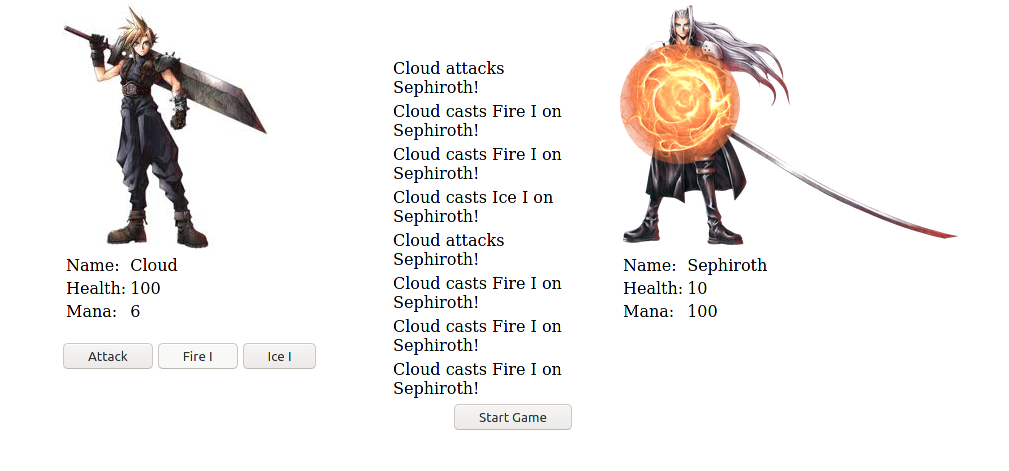 Cloud attacks
Sephiroth!
Cloud casts Fire I on
Sephiroth!
Cloud casts Fire I on
Sephiroth!
Cloud casts Ice I on
Sephiroth!
Cloud attacks
Sephiroth!
Cloud casts Fire I on
Sephiroth!
Cloud casts Fire I on
Sephiroth!
Cloud casts Fire I on
Sephiroth!
Name: Cloud
Health: 100
Mana: 6
Attack Fire I Ice I
Name: Sephiroth
Health: 10
Mana: 100
Start Game